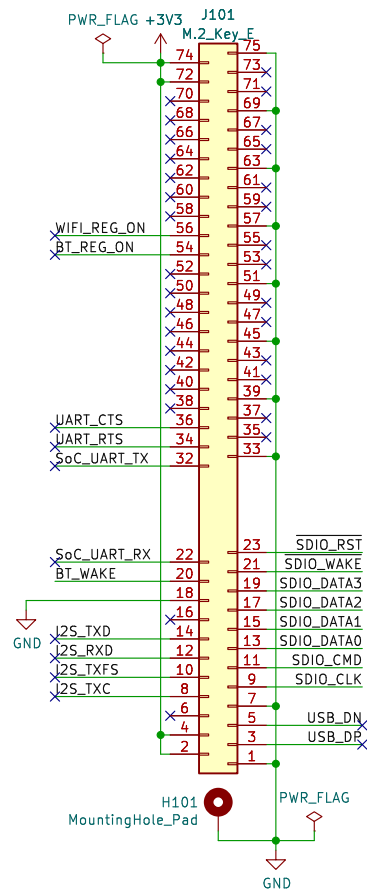 J101
PWR_FLAG +3V3
M.2_Key_E
75
74
73
72
71
70
69
68
67
66
65
64
63
62
61
60
59
58
57
WIFI_REG_ON 56
55
BT_REG_ON 54
53
52
51
50
49
48
47
46
45
44
43
42
41
40
39
38
37
UART_CTS 36
35
UART_RTS 34
33
SoC_UART_TX 32
23 SDIO_RST
SoC_UART_RX 22
21 SDIO_WAKE
BT_WAKE 20
19 SDIO_DATA3
18
17 SDIO_DATA2
16
15 SDIO_DATA1
GND
I2S_TXD 14
13 SDIO_DATA0
I2S_RXD 12
11 SDIO_CMD
I2S_TXFS 10
9 SDIO_CLK
I2S_TXC 8
7
6
5 USB_DN
4
3 USB_DP
2
1
H101
MountingHole_Pad
PWR_FLAG
GND